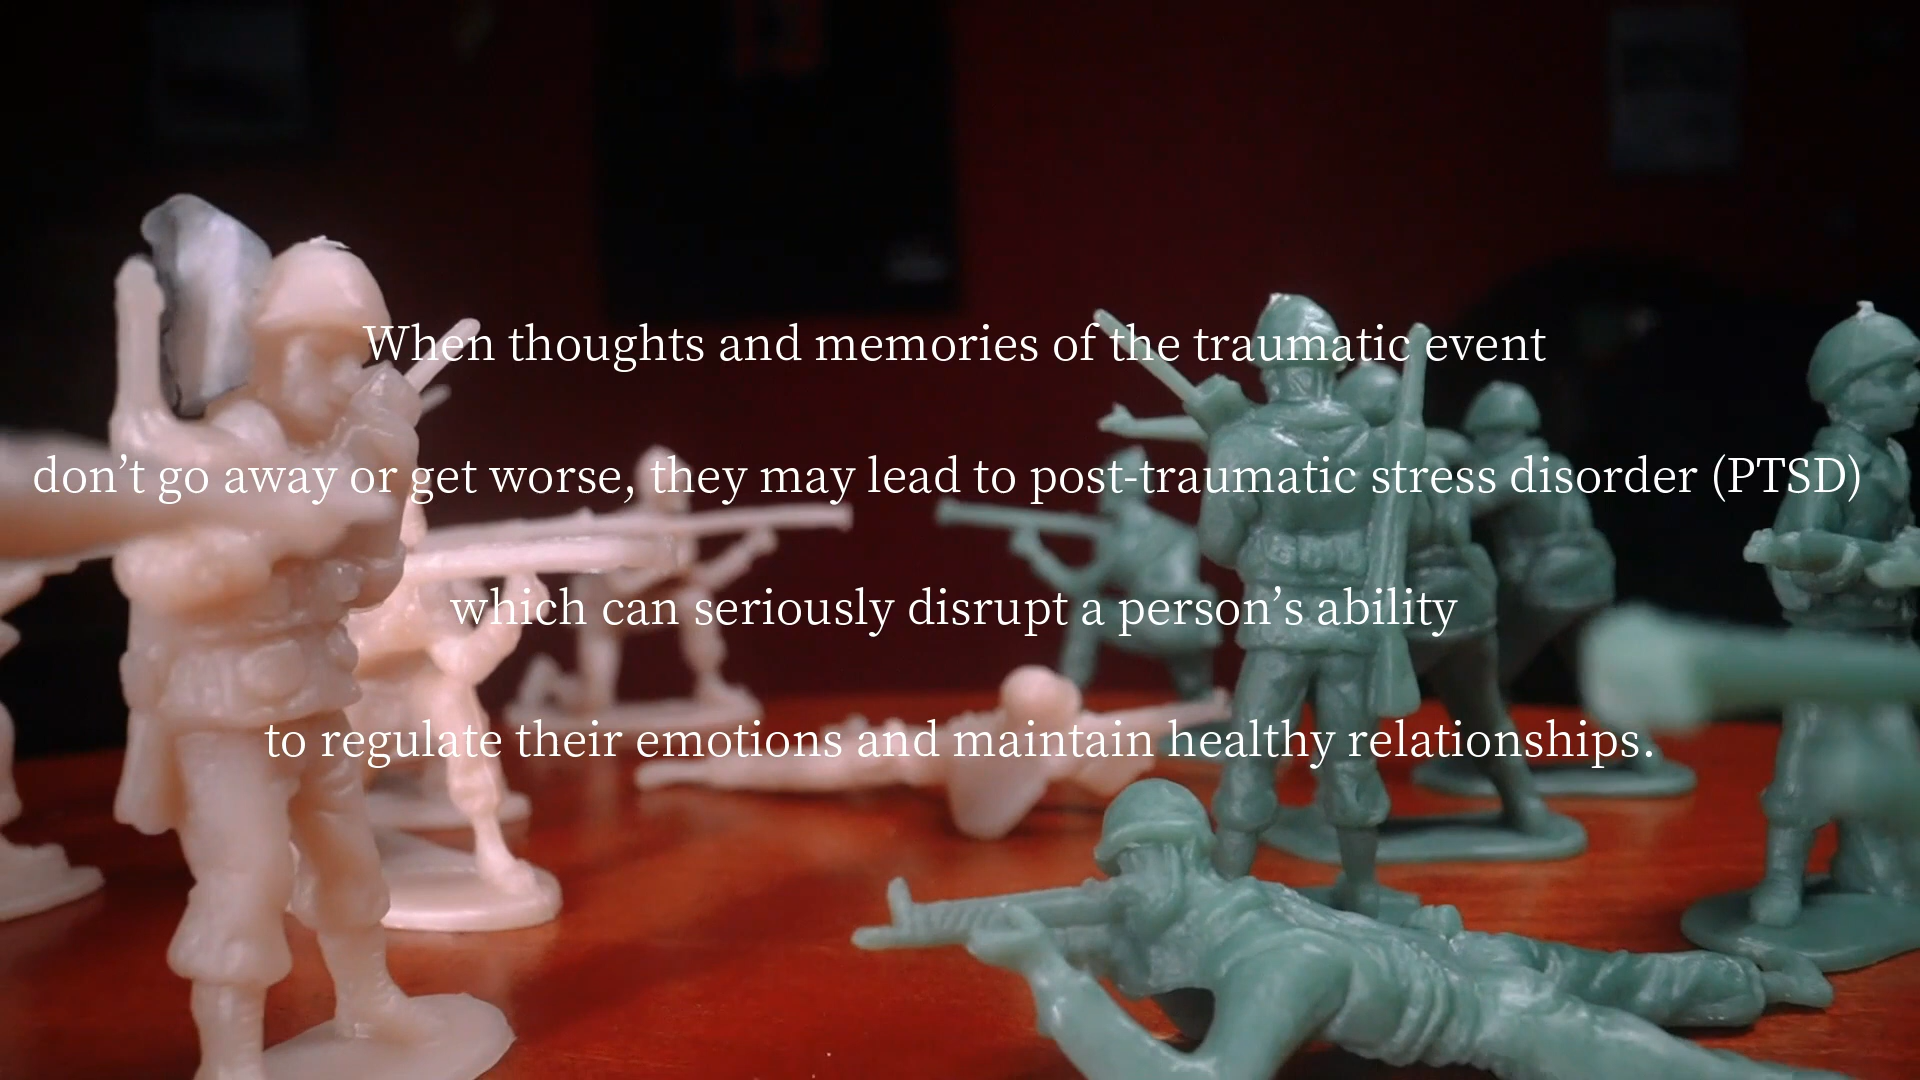 When thoughts and memories of the traumatic event
don’t go away or get worse, they may lead to post-traumatic stress disorder (PTSD)
which can seriously disrupt a person’s ability
to regulate their emotions and maintain healthy relationships.